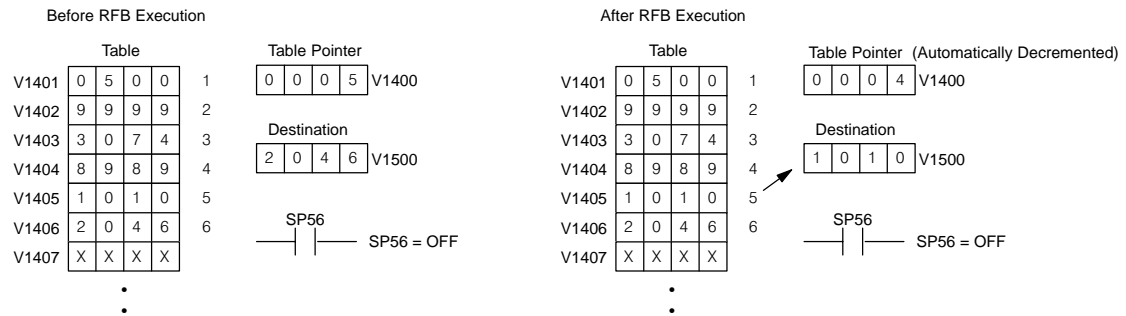 Before RFB Execution
Table
Table Pointer
V1401 0 5 0 0 1
0 0 0 5 V1400
V1402 9 9 9 9 2
V1403 3 0 7 4 3
Destination
V1404 8 9 8 9 4
2 0 4 6 V1500
V1405 1 0 1 0 5
V1406 2 0 4 6 6
SP56
SP56 = OFF
V1407 X X X X
After RFB Execution
Table
Table Pointer (Automatically Decremented)
V1401 0 5 0 0 1
0 0 0 4 V1400
V1402 9 9 9 9 2
V1403 3 0 7 4 3
Destination
V1404 8 9 8 9 4
1 0 1 0 V1500
V1405 1 0 1 0 5
V1406 2 0 4 6 6
SP56
SP56 = OFF
V1407 X X X X